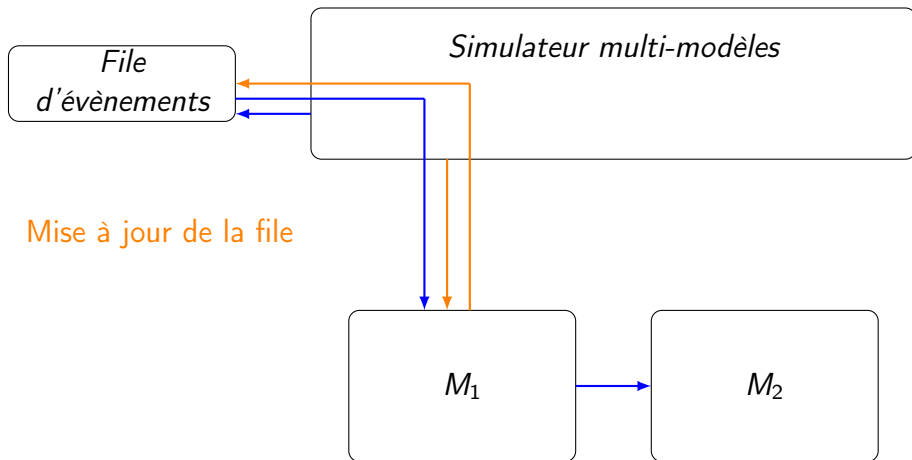 File
d'évènements
Simulateur multi-modèles
Mise à jour de la file
M₁
M₂